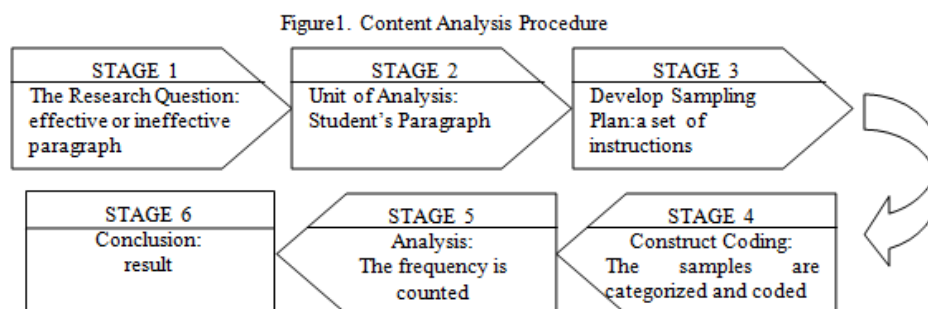 Figure1. Content Analysis Procedure
STAGE 1
The Research Question:
effective or ineffective
paragraph
STAGE 2
Unit of Analysis:
Student's Paragraph
STAGE 3
Develop Sampling
Plan:a set of
instructions
STAGE 4
Construct Coding:
The samples are
categorized and coded
STAGE 5
Analysis:
The frequency is
counted
STAGE 6
Conclusion:
result